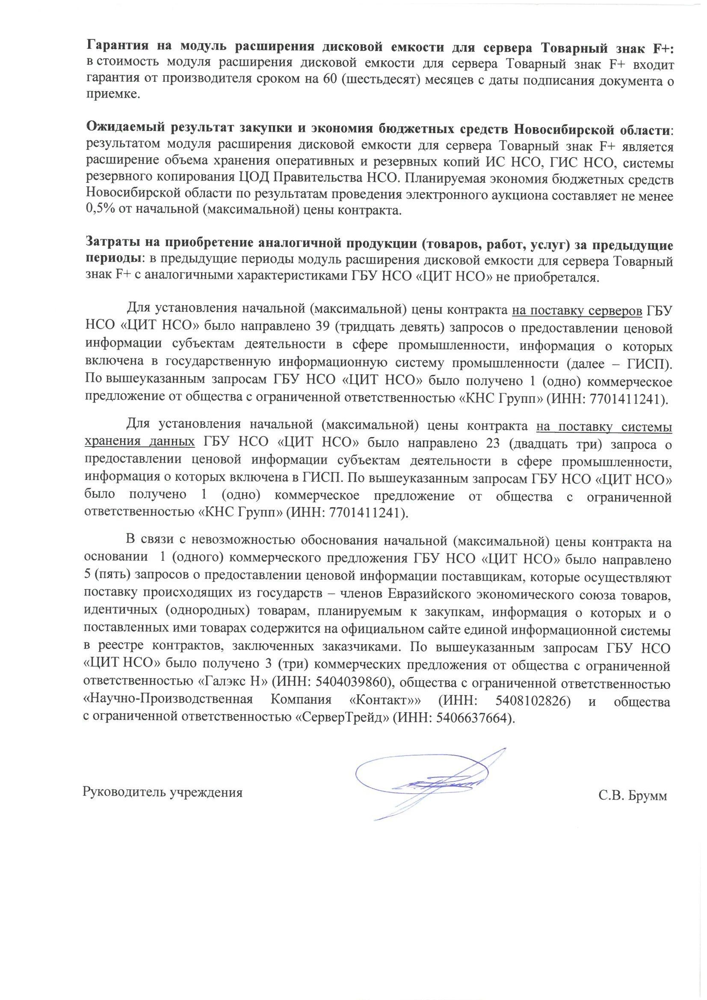 Гарантия на модуль расширения дисковой емкости для сервера Товарный знак F+:
в стоимость модуля расширения дисковой емкости для сервера Товарный знак F+ входит
гарантия от производителя сроком на 60 (шестьдесят) месяцев с даты подписания документа о
приемке.
Ожидаемый результат закупки и экономия бюджетных средств Новосибирской области:
результатом модуля расширения дисковой емкости для сервера Товарный знак F+ является
расширение объема хранения оперативных и резервных копий ИС НСО, ГИС НСО, системы
резервного копирования ЦОД Правительства НСО. Планируемая экономия бюджетных средств
Новосибирской области по результатам проведения электронного аукциона составляет не менее
0,5% от начальной (максимальной) цены контракта.
Затраты на приобретение аналогичной продукции (товаров, работ, услуг) за предыдущие
периоды: в предыдущие периоды модуль расширения дисковой емкости для сервера Товарный
знак F+ с аналогичными характеристиками ГБУ НСО «ЦИТ НСО» не приобретался.
Для установления начальной (максимальной) цены контракта на поставку серверов ГБУ
НСО «ЦИТ НСО» было направлено 39 (тридцать девять) запросов о предоставлении ценовой
информации субъектам деятельности в сфере промышленности, информация о которых
включена в государственную информационную систему промышленности (далее – ГИСП).
По вышеуказанным запросам ГБУ НСО «ЦИТ НСО» было получено 1 (одно) коммерческое
предложение от общества с ограниченной ответственностью «КНС Групп» (ИНН: 7701411241).
Для установления начальной (максимальной) цены контракта на поставку системы
хранения данных ГБУ НСО «ЦИТ НСО» было направлено 23 (двадцать три) запроса о
предоставлении ценовой информации субъектам деятельности в сфере промышленности,
информация о которых включена в ГИСП. По вышеуказанным запросам ГБУ НСО «ЦИТ НСО»
было получено 1 (одно) коммерческое предложение от общества с ограниченной
ответственностью «КНС Групп» (ИНН: 7701411241).
В связи с невозможностью обоснования начальной (максимальной) цены контракта на
основании 1 (одного) коммерческого предложения ГБУ НСО «ЦИТ НСО» было направлено
5 (пять) запросов о предоставлении ценовой информации поставщикам, которые осуществляют
поставку происходящих из государств – членов Евразийского экономического союза товаров,
идентичных (однородных) товарам, планируемым к закупкам, информация о которых и о
поставленных ими товарах содержится на официальном сайте единой информационной системы
в реестре контрактов, заключенных заказчиками. По вышеуказанным запросам ГБУ НСО
«ЦИТ НСО» было получено 3 (три) коммерческих предложения от общества с ограниченной
ответственностью «Галэкс Н» (ИНН: 5404039860), общества с ограниченной ответственностью
«Научно-Производственная Компания «Контакт»» (ИНН: 5408102826) и общества
с ограниченной ответственностью «СерверТрейд» (ИНН: 5406637664).
Руководитель учреждения
С.В. Брумм